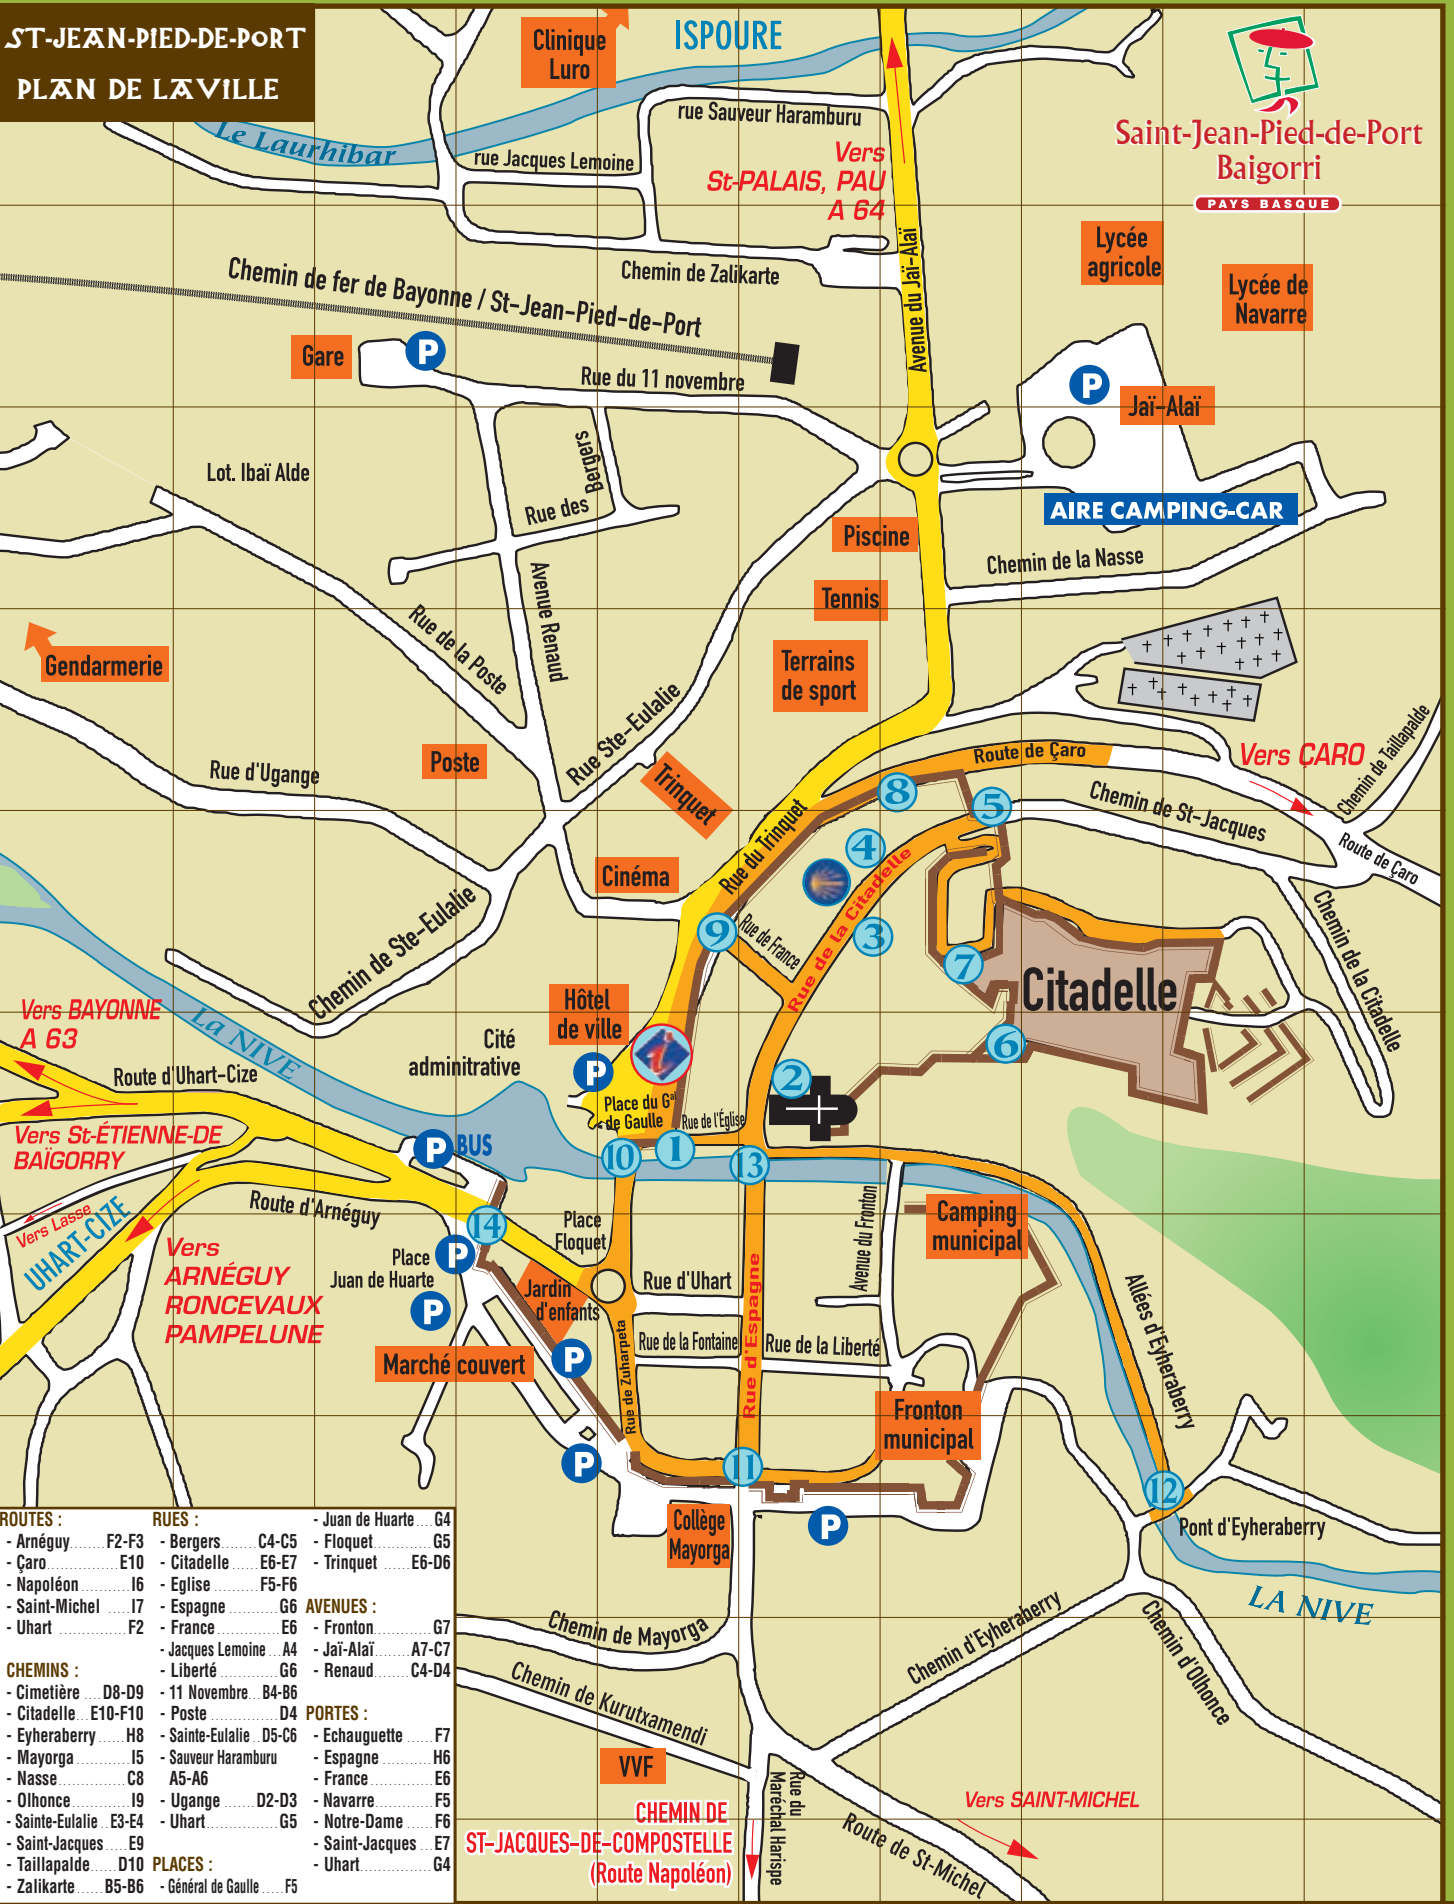 ST-JEAN-PIED-DE-PORT
PLAN DE LA VILLE
Clinique
Luro
ISPOURE
Saint-Jean-Pied-de-Port
Baigorri
PAYS BASQUE
Le Laurhibar
rue Sauveur Haramburu
rue Jacques Lemoine
Vers
St-PALAIS, PAU
A 64
Chemin de Zalikarte
Avenue du Jaï-Alaï
Lycée
agricole
Lycée de
Navarre
Chemin de fer de Bayonne / St-Jean-Pied-de-Port
Gare
P
Rue du 11 novembre
P
Jaï-Alaï
Lot. Ibaï Alde
Rue des
Bergers
AIRE CAMPING-CAR
Piscine
Chemin de la Nasse
Tennis
Avenue Renaud
Rue de la Poste
Gendarmerie
Terrains
de sport
Rue Ste-Eulalie
Poste
Trinquet
Rue d'Ugange
Route de Çaro
Vers CARO
Chemin de Taillapalde
Chemin de St-Jacques
Route de Çaro
8
5
4
Rue du Trinquet
Cinéma
Rue de la Citadelle
9
Rue de France
3
7
Citadelle
Chemin de la Citadelle
Chemin de Ste-Eulalie
Hôtel
de ville
Vers BAYONNE
A 63
La NIVE
Cité
adminitrative
i
6
P
2
Route d'Uhart-Cize
Place du Gal
de Gaulle
Rue de l'Église
Vers St-ÉTIENNE-DE
BAÏGORRY
P
BUS
10
1
13
Route d'Arnéguy
Vers Lasse
UHART-CIZE
14
Place
Floquet
Avenue du Fronton
Camping
municipal
Vers
ARNÉGUY
RONCEVAUX
PAMPELUNE
Place
Juan de Huarte
P
P
Jardin
d'enfants
Rue d'Uhart
Rue d'Espagne
Allées d'Eyheraberry
Rue de la Fontaine
Rue de la Liberté
Marché couvert
P
Rue de Zuharpeta
Fronton
municipal
P
11
12
Collège
Mayorga
P
Pont d'Eyheraberry
LA NIVE
Chemin de Mayorga
Chemin d'Eyheraberry
Chemin d'Olhonce
Chemin de Kurutxamendi
VVF
Rue du
Maréchal Harispe
CHEMIN DE
ST-JACQUES-DE-COMPOSTELLE
(Route Napoléon)
Vers SAINT-MICHEL
Route de St-Michel
ROUTES :
- Arnéguy........F2-F3
- Çaro..............E10
- Napoléon............I6
- Saint-Michel .....I7
- Uhart ..............F2
CHEMINS :
- Cimetière ....D8-D9
- Citadelle...E10-F10
- Eyheraberry ......H8
- Mayorga............I5
- Nasse..............C8
- Olhonce............I9
- Sainte-Eulalie ..E3-E4
- Saint-Jacques.....E9
- Taillapalde.....D10
- Zalikarte......B5-B6
RUES :
- Bergers.......C4-C5
- Citadelle .....E6-E7
- Eglise ..........F5-F6
- Espagne ..........G6
- France.............E6
- Jacques Lemoine ...A4
- Liberté............G6
- 11 Novembre...B4-B6
- Poste ..............D4
- Sainte-Eulalie ..D5-C6
- Sauveur Haramburu
A5-A6
- Ugange ......D2-D3
- Uhart..............G5
PLACES :
- Général de Gaulle .....F5
- Juan de Huarte....G4
- Floquet............G5
- Trinquet ......E6-D6
AVENUES :
- Fronton............G7
- Jaï-Alaï.......A7-C7
- Renaud.......C4-D4
PORTES :
- Echauguette ......F7
- Espagne ..........H6
- France.............E6
- Navarre............F5
- Notre-Dame ......F6
- Saint-Jacques ...E7
- Uhart..............G4